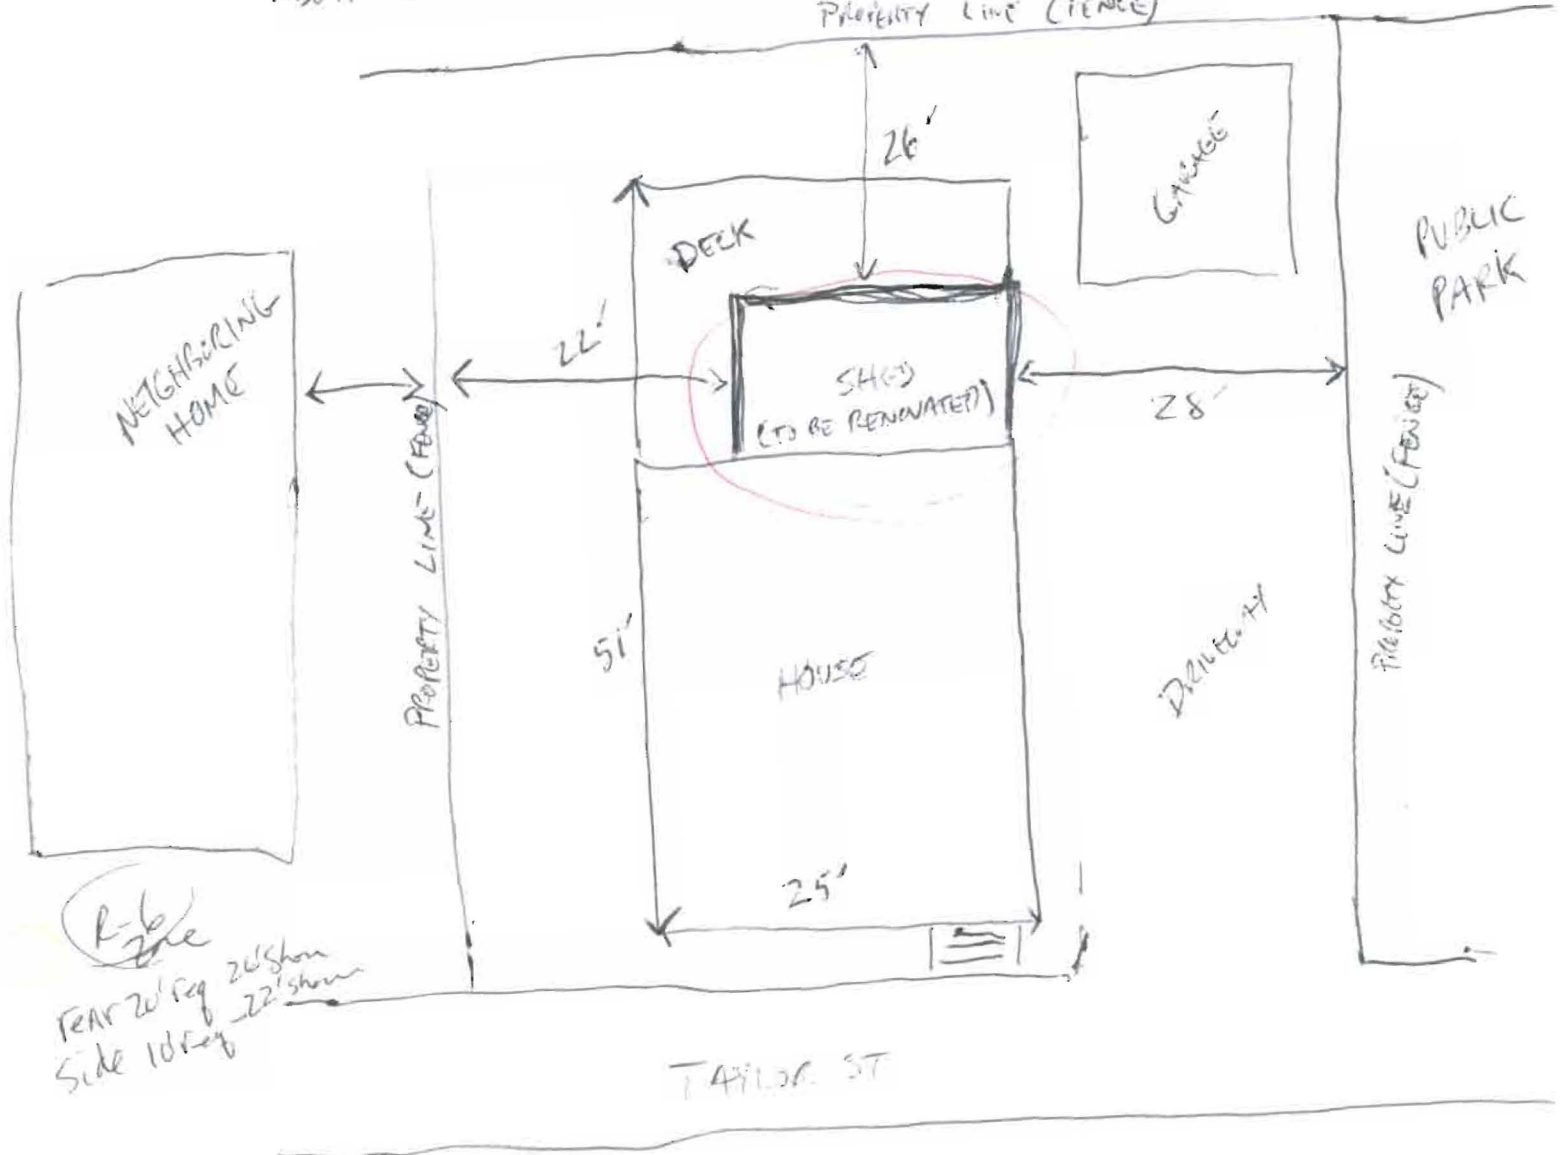 PROPERTY LINE (FENCE)
26'
GARAGE
PUBLIC
PARK
DECK
22'
NEIGHBORING
HOME
SHED
(TO BE RENOVATED)
28'
PROPERTY LINE (FENCE)
PROPERTY LINE (FENCE)
51'
HOUSE
DRIVEWAY
25'
R-6
Zone
rear 20' req 26' shown
side 10' req 22' shown
TAYLOR ST